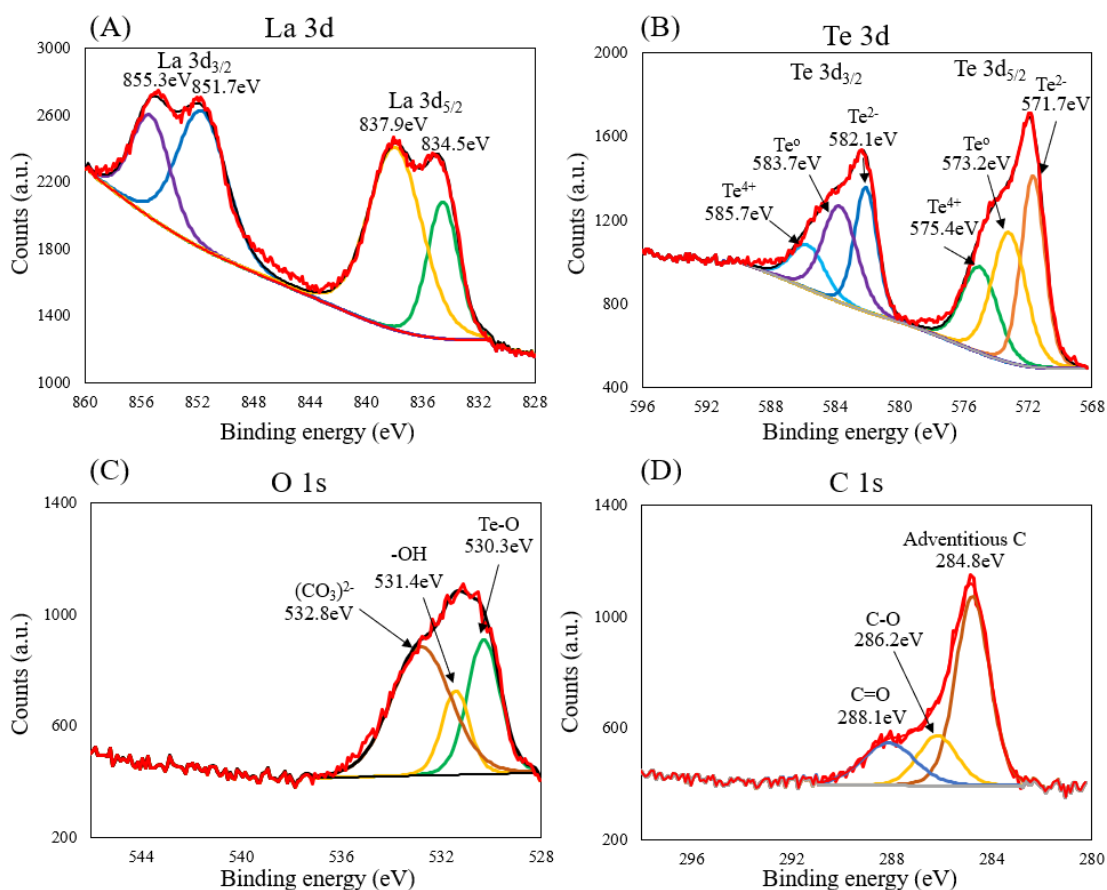 (A)
La 3d
3000
2600
2200
1800
1400
1000
Counts (a.u.)
La 3d3/2
855.3eV
851.7eV
La 3d5/2
837.9eV
834.5eV
860 856 852 848 844 840 836 832 828
Binding energy (eV)
(B)
Te 3d
2000
1600
1200
800
400
Counts (a.u.)
Te 3d3/2
Te 3d5/2
Te2-
582.1eV
Teo
583.7eV
Te4+
585.7eV
Te2-
571.7eV
Teo
573.2eV
Te4+
575.4eV
596 592 588 584 580 576 572 568
Binding energy (eV)
(C)
O 1s
1400
1000
600
200
Counts (a.u.)
Te-O
530.3eV
-OH
531.4eV
(CO3)2-
532.8eV
544 540 536 532 528
Binding energy (eV)
(D)
C 1s
1400
1000
600
200
Counts (a.u.)
Adventitious C
284.8eV
C-O
286.2eV
C=O
288.1eV
296 292 288 284 280
Binding energy (eV)